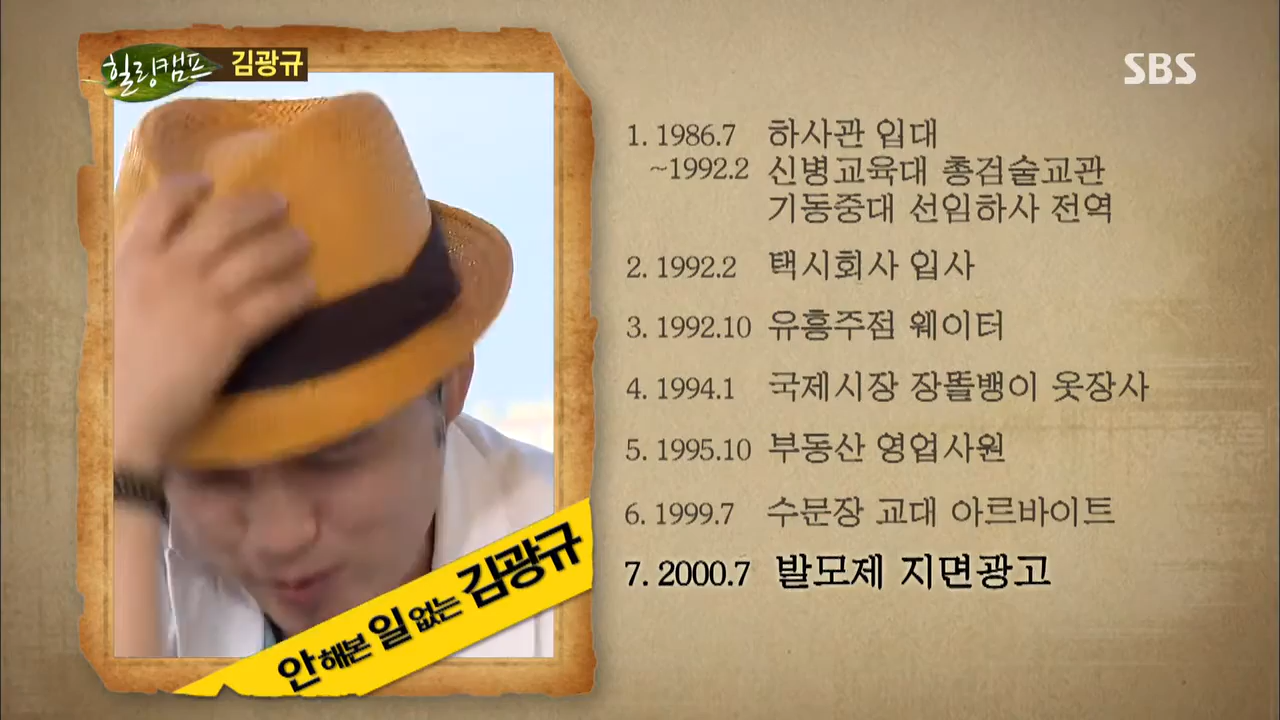 힐링캠프 김광규
SBS
1. 1986.7 하사관 입대
~1992.2 신병교육대 총검술교관
기동중대 선임하사 전역
2. 1992.2 택시회사 입사
3. 1992.10 유흥주점 웨이터
4. 1994.1 국제시장 장똘뱅이 옷장사
5. 1995.10 부동산 영업사원
6. 1999.7 수문장 교대 아르바이트
7. 2000.7 발모제 지면광고
안 해본 일 없는 김광규